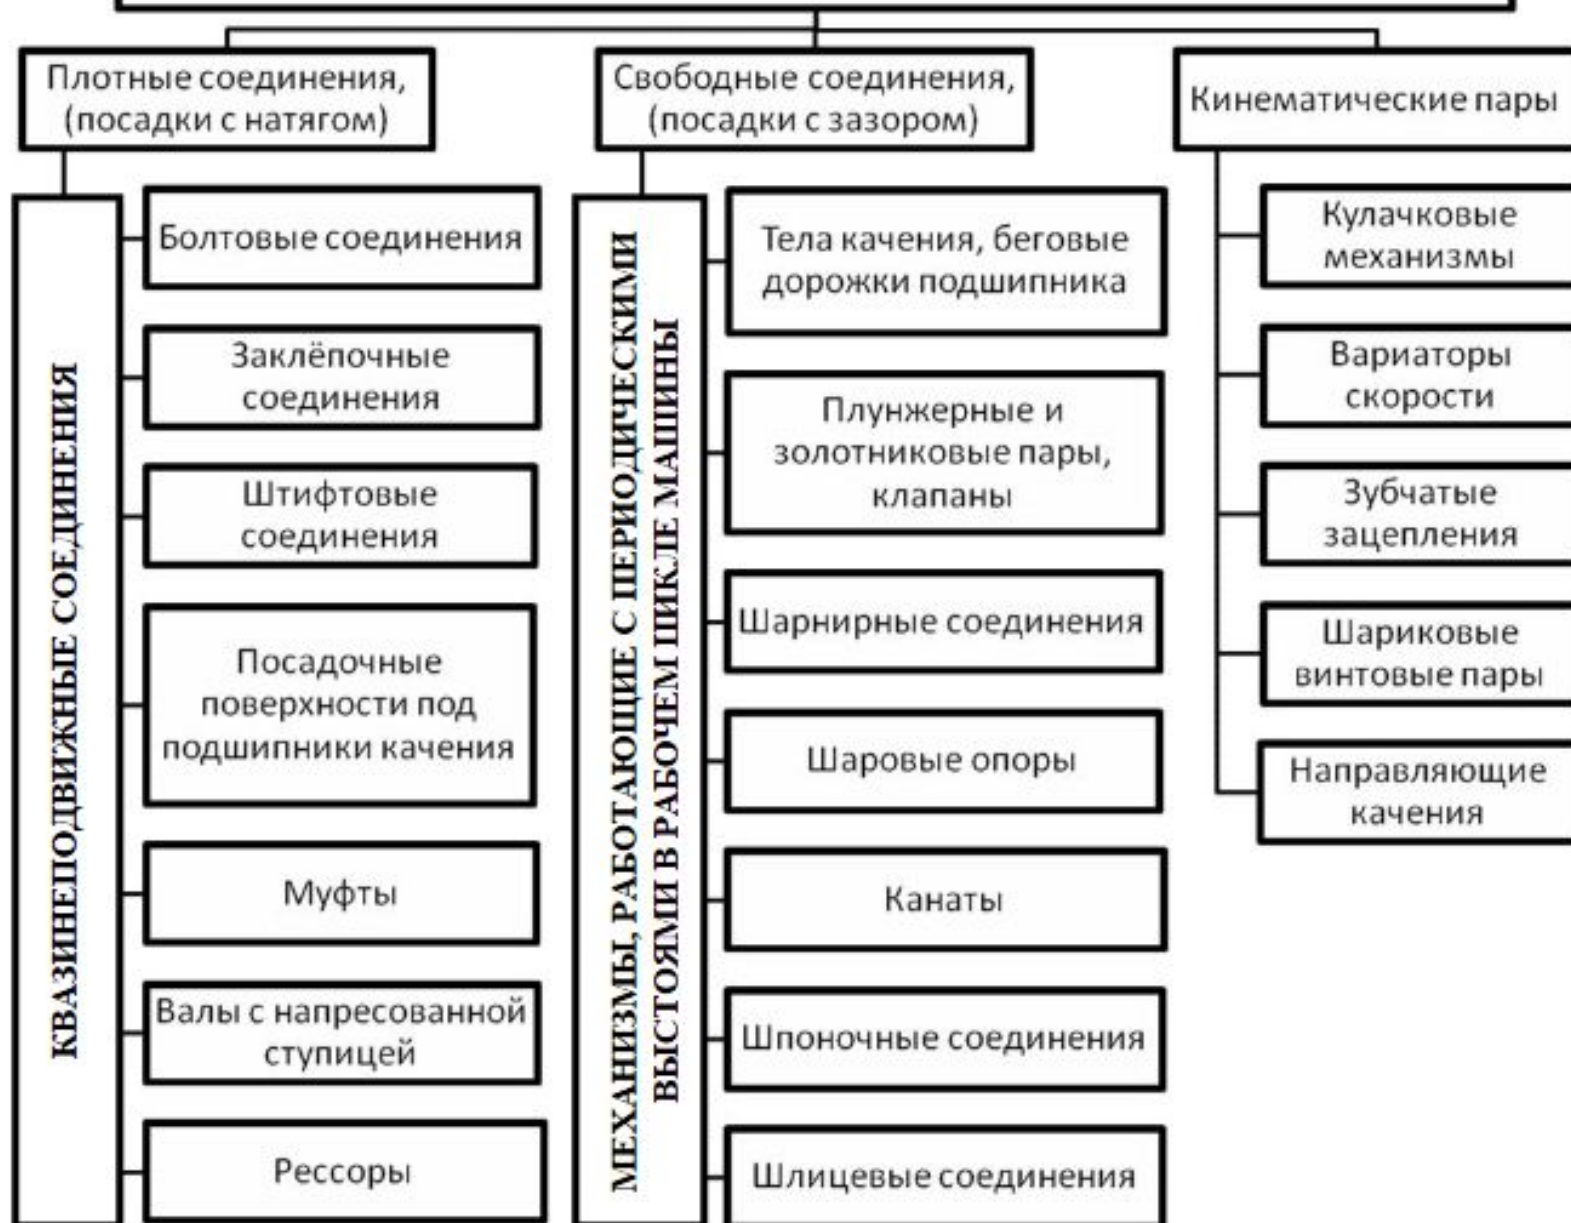 Плотные соединения,
(посадки с натягом)
КВАЗИНЕПОДВИЖНЫЕ СОЕДИНЕНИЯ
Болтовые соединения
Заклёпочные
соединения
Штифтовые
соединения
Посадочные
поверхности под
подшипники качения
Муфты
Валы с напресованной
ступицей
Рессоры
Свободные соединения,
(посадки с зазором)
МЕХАНИЗМЫ, РАБОТАЮЩИЕ С ПЕРИОДИЧЕСКИМИ
ВЫСТОЯМИ В РАБОЧЕМ ЦИКЛЕ МАШИНЫ
Тела качения, беговые
дорожки подшипника
Плунжерные и
золотниковые пары,
клапаны
Шарнирные соединения
Шаровые опоры
Канаты
Шпоночные соединения
Шлицевые соединения
Кинематические пары
Кулачковые
механизмы
Вариаторы
скорости
Зубчатые
зацепления
Шариковые
винтовые пары
Направляющие
качения